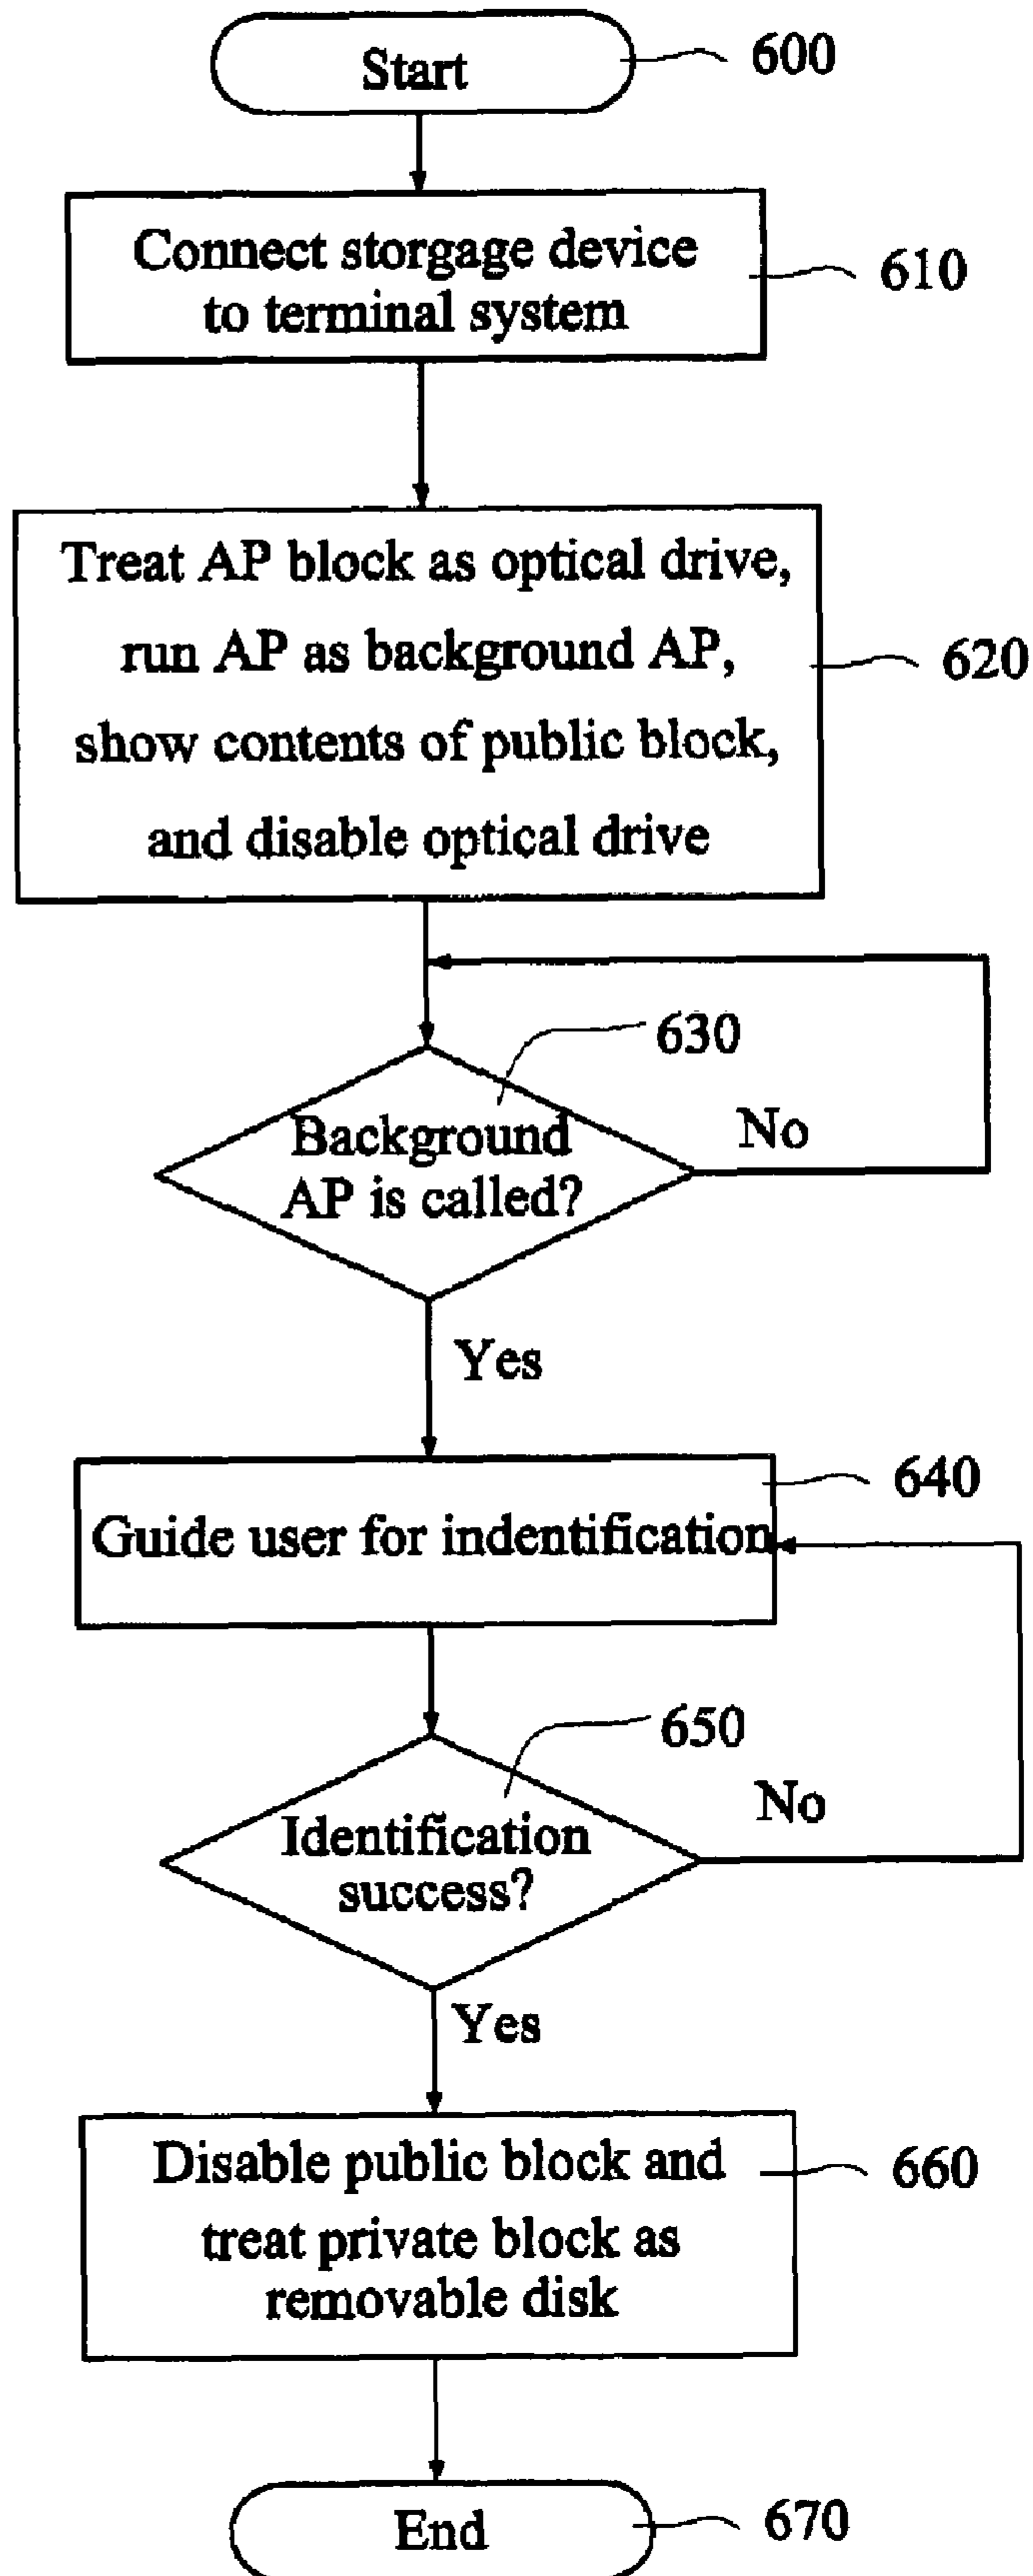 Start
600
Connect storgage device
to terminal system
610
Treat AP block as optical drive,
run AP as background AP,
show contents of public block,
and disable optical drive
620
630
Background
AP is called?
No
Yes
640
Guide user for indentification
650
Identification
success?
No
Yes
Disable public block and
treat private block as
removable disk
660
End
670